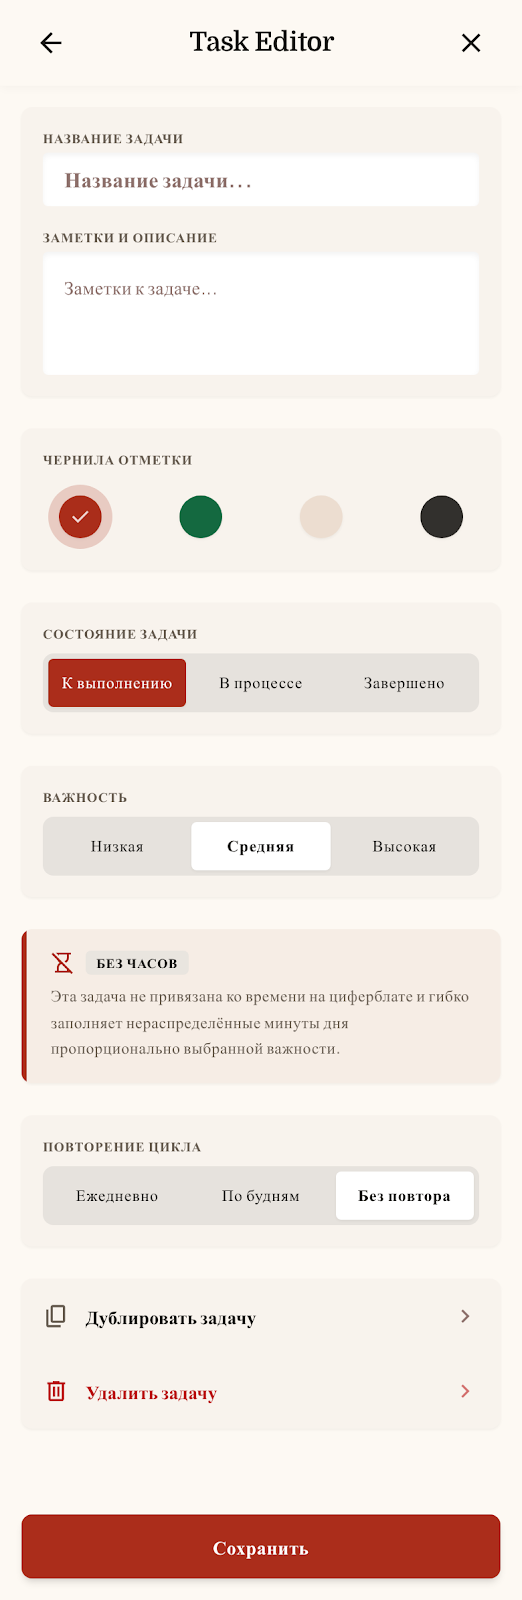 Task Editor
НАЗВАНИЕ ЗАДАЧИ
Название задачи...
ЗАМЕТКИ И ОПИСАНИЕ
Заметки к задаче...
ЧЕРНИЛА ОТМЕТКИ
СОСТОЯНИЕ ЗАДАЧИ
К выполнению В процессе Завершено
ВАЖНОСТЬ
Низкая Средняя Высокая
БЕЗ ЧАСОВ
Эта задача не привязана ко времени на циферблате и гибко
заполняет нераспределённые минуты дня
пропорционально выбранной важности.
ПОВТОРЕНИЕ ЦИКЛА
Ежедневно По будням Без повтора
Дублировать задачу
Удалить задачу
Сохранить